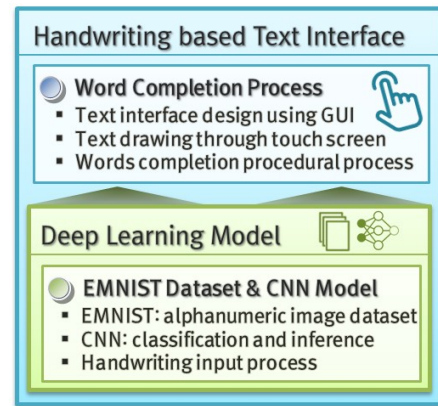 Handwriting based Text Interface
Word Completion Process
▪ Text interface design using GUI
▪ Text drawing through touch screen
▪ Words completion procedural process
Deep Learning Model
EMNIST Dataset & CNN Model
▪ EMNIST: alphanumeric image dataset
▪ CNN: classification and inference
▪ Handwriting input process